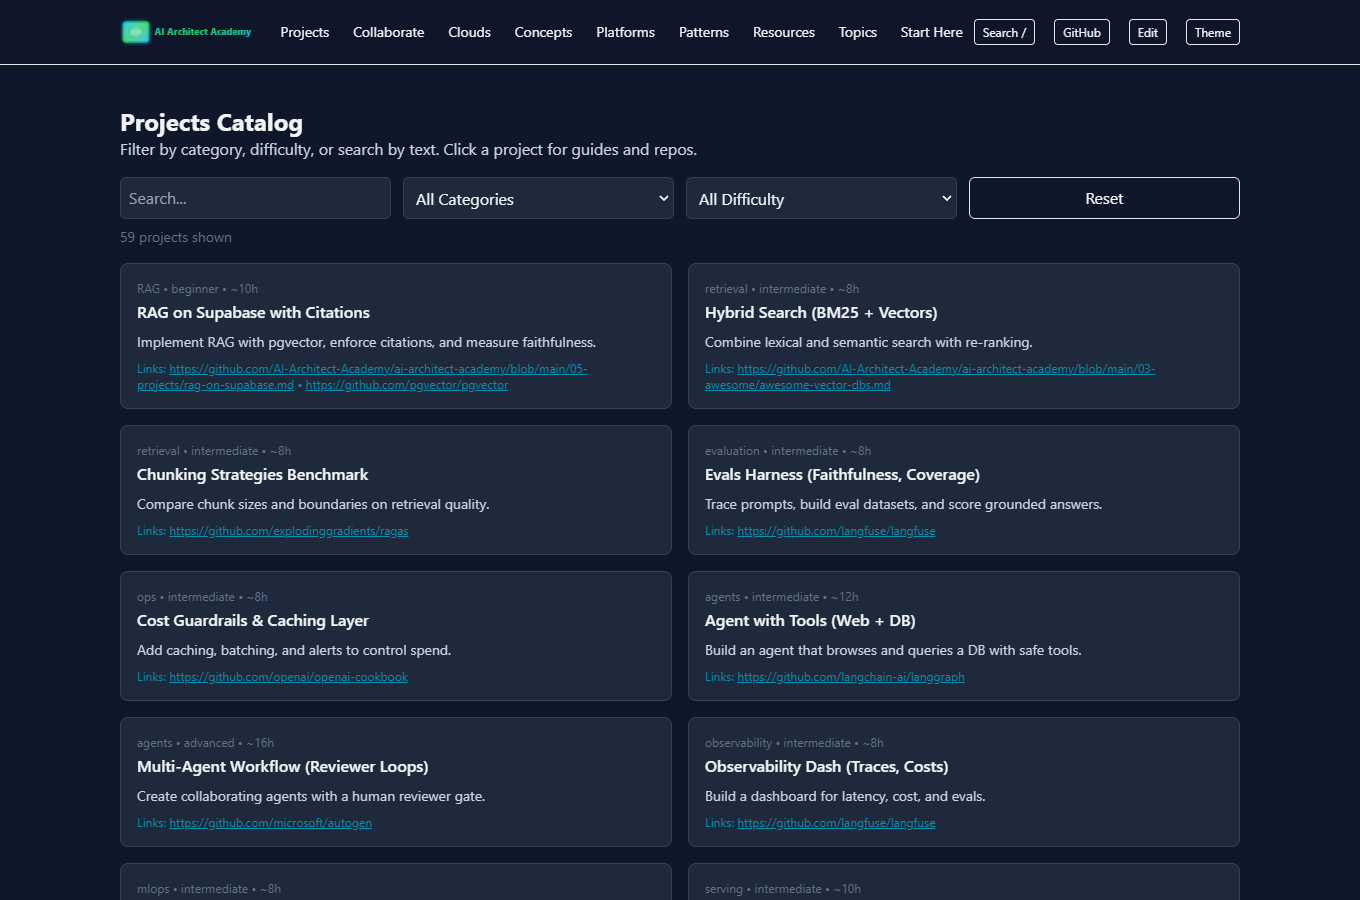 AI Architect Academy
Projects Collaborate Clouds Concepts Platforms Patterns Resources Topics Start Here Search / GitHub Edit Theme
Projects Catalog
Filter by category, difficulty, or search by text. Click a project for guides and repos.
Search... All Categories All Difficulty Reset
59 projects shown
RAG • beginner • ~10h
RAG on Supabase with Citations
Implement RAG with pgvector, enforce citations, and measure faithfulness.
Links: https://github.com/AI-Architect-Academy/ai-architect-academy/blob/main/05-
projects/rag-on-supabase.md • https://github.com/pgvector/pgvector
retrieval • intermediate • ~8h
Hybrid Search (BM25 + Vectors)
Combine lexical and semantic search with re-ranking.
Links: https://github.com/AI-Architect-Academy/ai-architect-academy/blob/main/03-
awesome/awesome-vector-dbs.md
retrieval • intermediate • ~8h
Chunking Strategies Benchmark
Compare chunk sizes and boundaries on retrieval quality.
Links: https://github.com/explodinggradients/ragas
evaluation • intermediate • ~8h
Evals Harness (Faithfulness, Coverage)
Trace prompts, build eval datasets, and score grounded answers.
Links: https://github.com/langfuse/langfuse
ops • intermediate • ~8h
Cost Guardrails & Caching Layer
Add caching, batching, and alerts to control spend.
Links: https://github.com/openai/openai-cookbook
agents • intermediate • ~12h
Agent with Tools (Web + DB)
Build an agent that browses and queries a DB with safe tools.
Links: https://github.com/langchain-ai/langgraph
agents • advanced • ~16h
Multi-Agent Workflow (Reviewer Loops)
Create collaborating agents with a human reviewer gate.
Links: https://github.com/microsoft/autogen
observability • intermediate • ~8h
Observability Dash (Traces, Costs)
Build a dashboard for latency, cost, and evals.
Links: https://github.com/langfuse/langfuse
mlops • intermediate • ~8h
serving • intermediate • ~10h